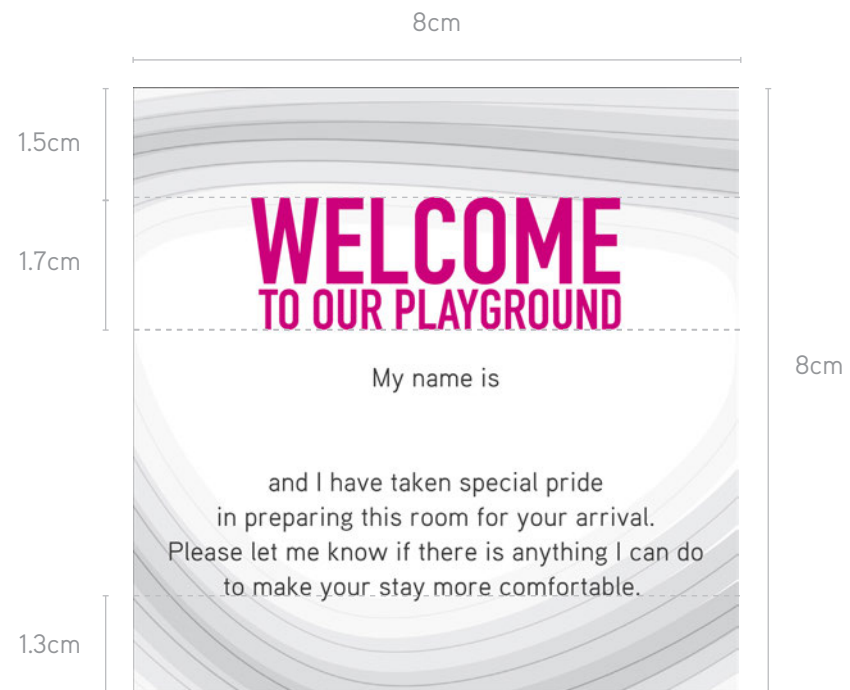 8cm
1.5cm
WELCOME
1.7cm
TO OUR PLAYGROUND
8cm
My name is
and I have taken special pride
in preparing this room for your arrival.
Please let me know if there is anything I can do
to make your stay more comfortable.
1.3cm